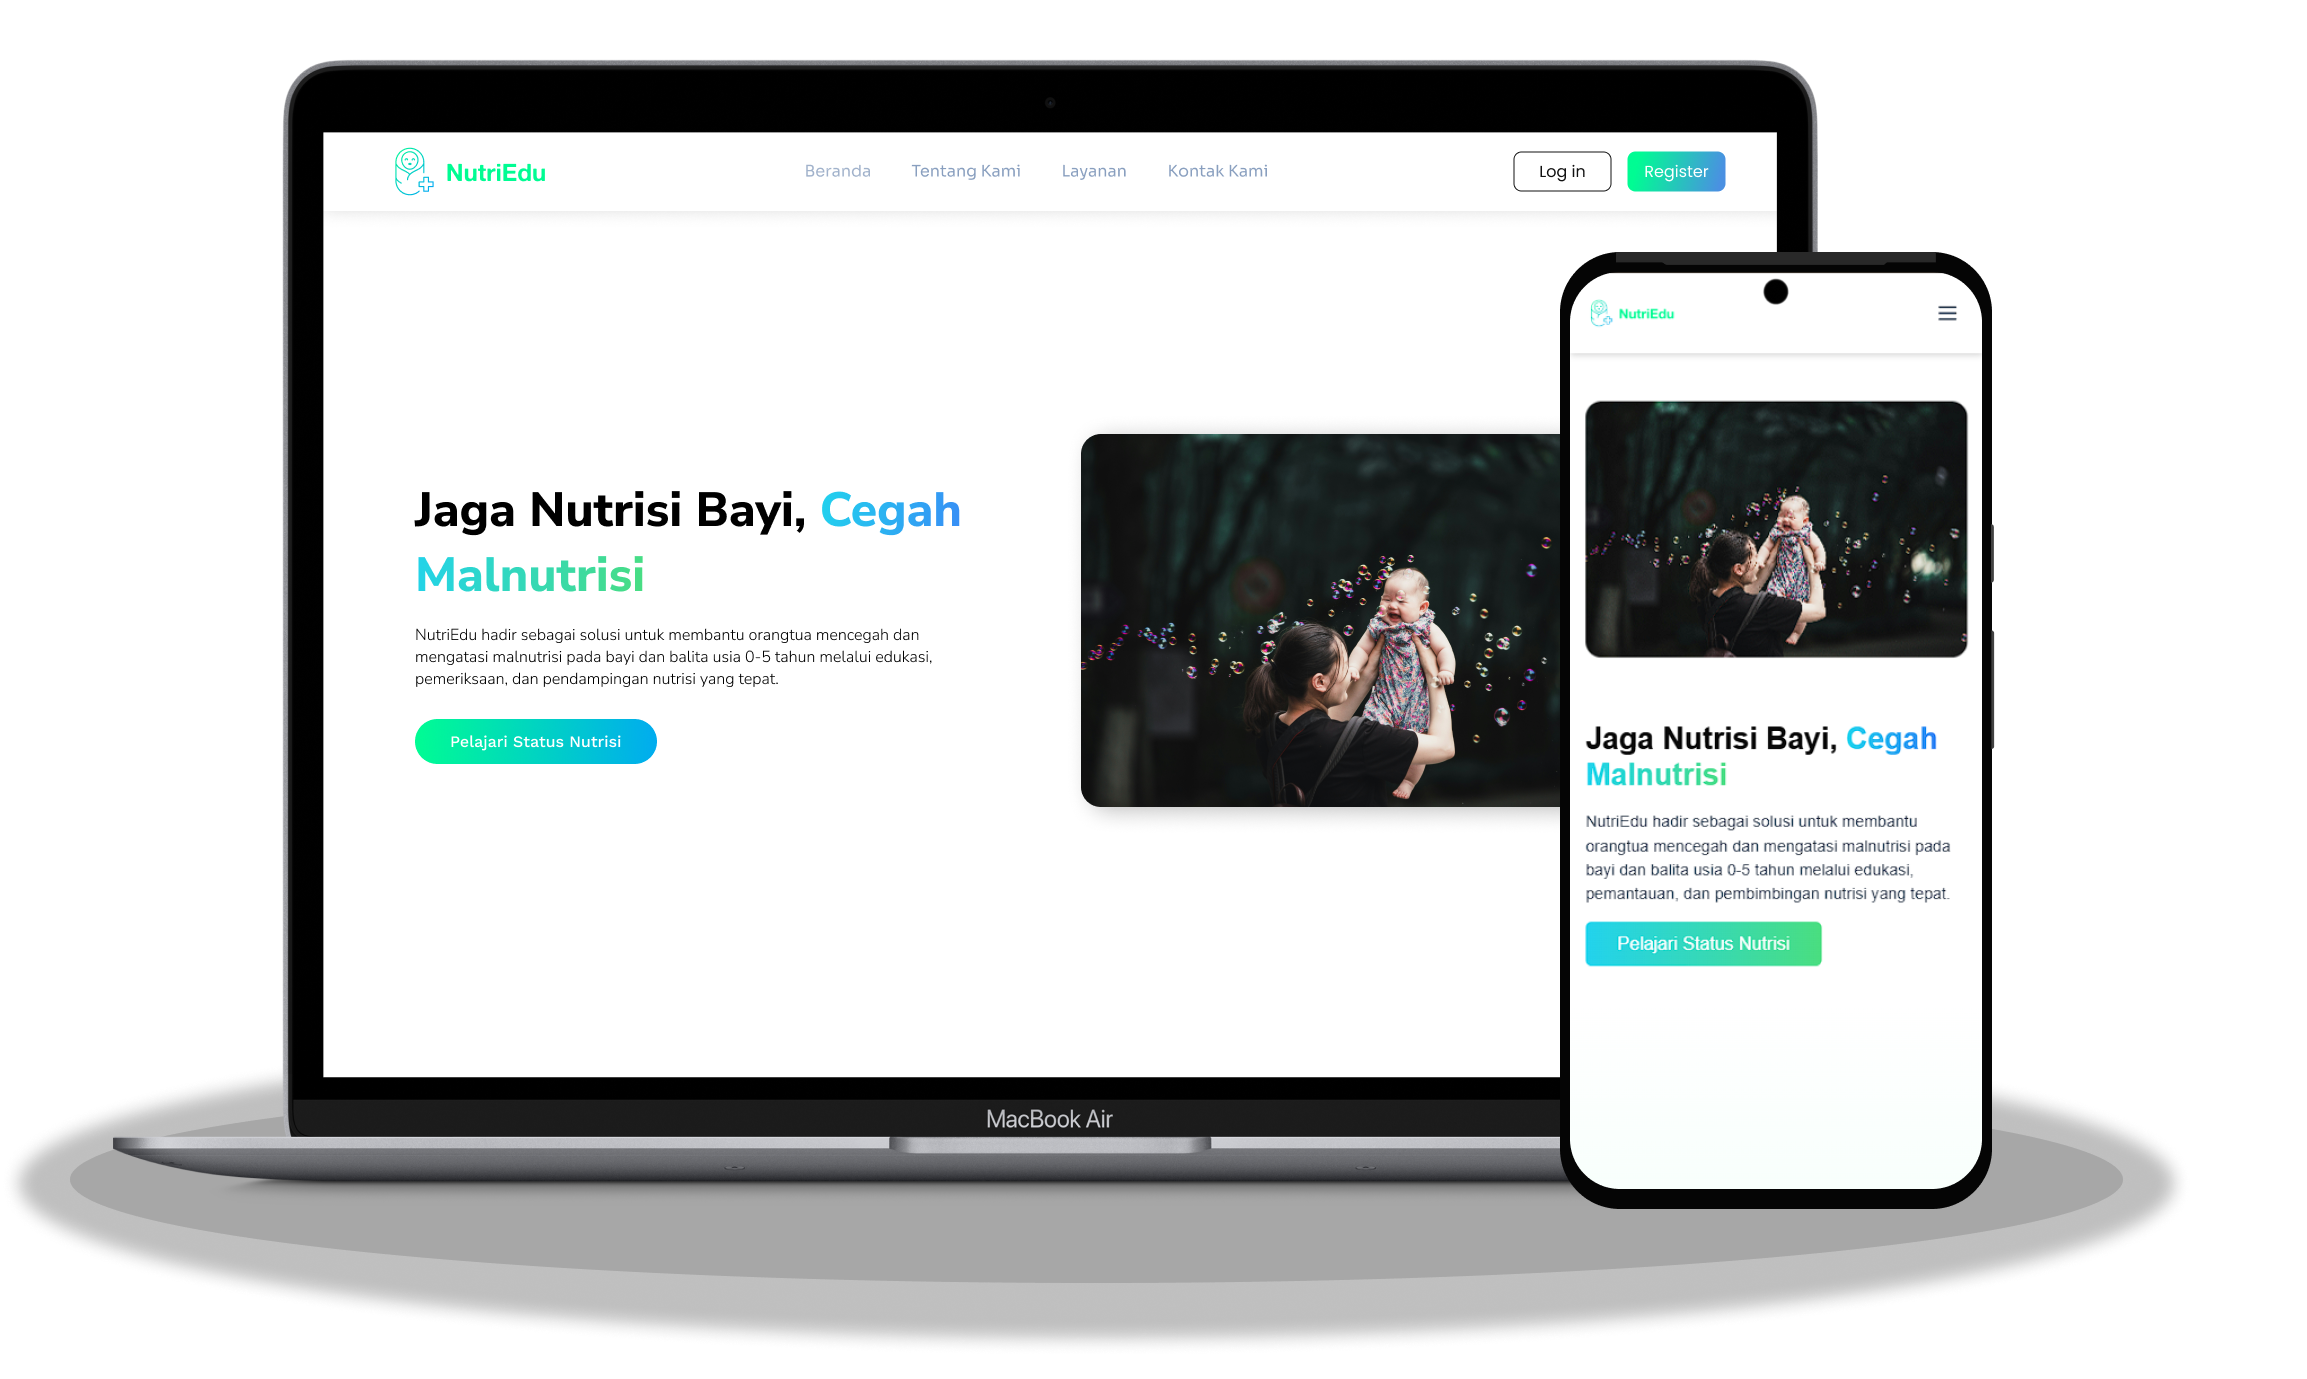 NutriEdu
Beranda
Tentang Kami
Layanan
Kontak Kami
Log in
Register
Jaga Nutrisi Bayi, Cegah
Malnutrisi
NutriEdu hadir sebagai solusi untuk membantu orangtua mencegah dan
mengatasi malnutrisi pada bayi dan balita usia 0-5 tahun melalui edukasi,
pemeriksaan, dan pendampingan nutrisi yang tepat.
Pelajari Status Nutrisi
MacBook Air
NutriEdu
Jaga Nutrisi Bayi, Cegah
Malnutrisi
NutriEdu hadir sebagai solusi untuk membantu
orangtua mencegah dan mengatasi malnutrisi pada
bayi dan balita usia 0-5 tahun melalui edukasi,
pemantauan, dan pembimbingan nutrisi yang tepat.
Pelajari Status Nutrisi